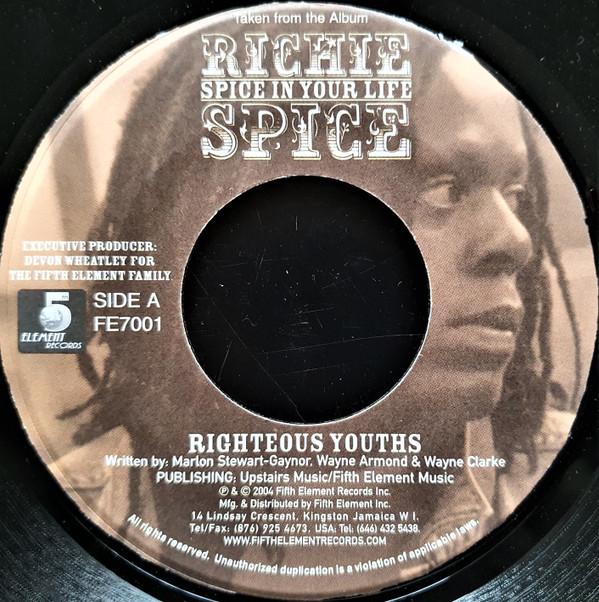 Taken from the Album
RICHIE
SPICE IN YOUR LIFE
SPICE
EXECUTIVE PRODUCER:
DEVON WHEATLEY FOR
THE FIFTH ELEMENT FAMILY
5th
ELEMENT
RECORDS
SIDE A
FE7001
RIGHTEOUS YOUTHS
Written by: Marlon Stewart-Gaynor, Wayne Armond & Wayne Clarke
PUBLISHING: Upstairs Music/Fifth Element Music
℗ & © 2004 Fifth Element Records Inc.
Mfg. & Distributed by Fifth Element Inc.
14 Lindsay Crescent, Kingston Jamaica W I.
Tel/Fax: (876) 925 4673, USA: Tel: (646) 432 5438.
WWW.FIFTHELEMENTRECORDS.COM
All rights reserved. Unauthorized duplication is a violation of applicable laws.